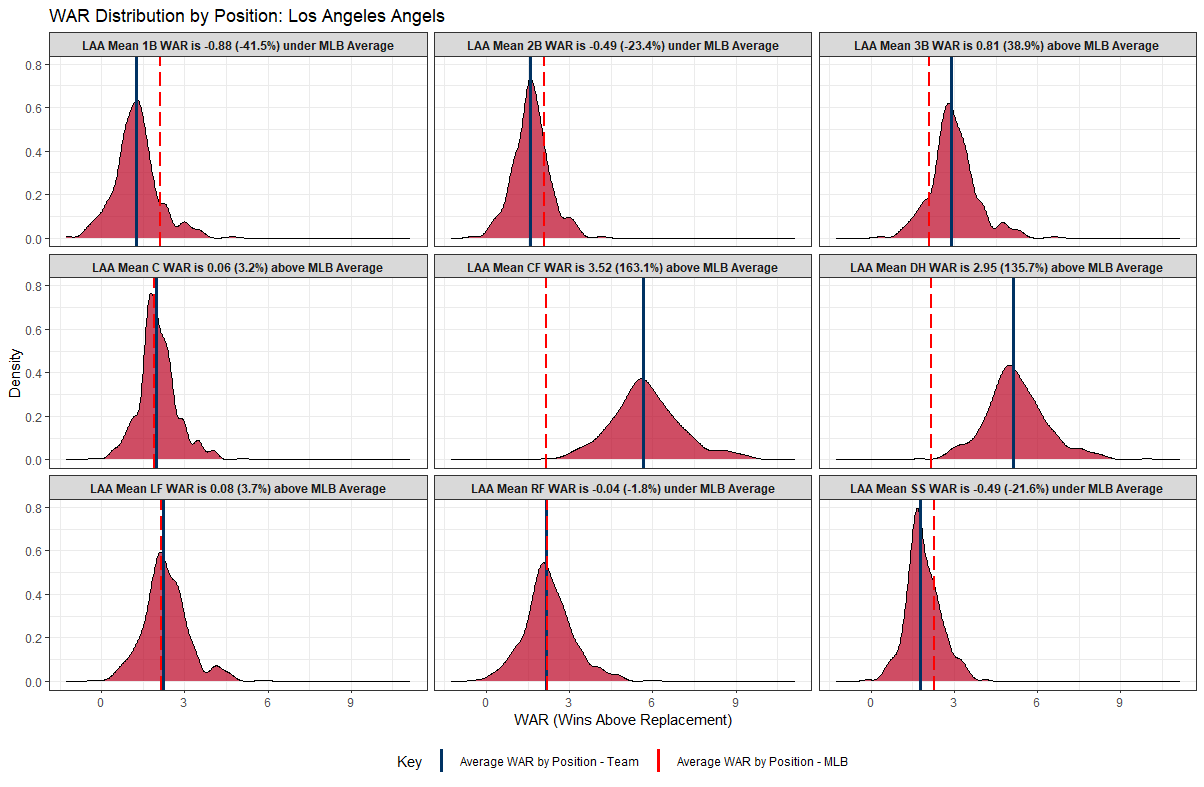 WAR Distribution by Position: Los Angeles Angels
LAA Mean 1B WAR is -0.88 (-41.5%) under MLB Average
LAA Mean 2B WAR is -0.49 (-23.4%) under MLB Average
LAA Mean 3B WAR is 0.81 (38.9%) above MLB Average
0.8
0.6
0.4
0.2
0.0
LAA Mean C WAR is 0.06 (3.2%) above MLB Average
LAA Mean CF WAR is 3.52 (163.1%) above MLB Average
LAA Mean DH WAR is 2.95 (135.7%) above MLB Average
0.8
0.6
0.4
0.2
0.0
Density
LAA Mean LF WAR is 0.08 (3.7%) above MLB Average
LAA Mean RF WAR is -0.04 (-1.8%) under MLB Average
LAA Mean SS WAR is -0.49 (-21.6%) under MLB Average
0.8
0.6
0.4
0.2
0.0
0 3 6 9
0 3 6 9
0 3 6 9
WAR (Wins Above Replacement)
Key Average WAR by Position - Team Average WAR by Position - MLB